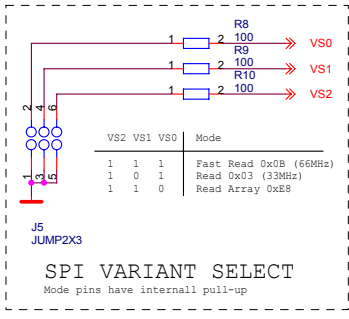 R8
1 2 VS0
100
R9
1 2 VS1
100
R10
1 2 VS2
100
2 4 6
1 3 5
VS2 VS1 VS0 Mode
1 1 1 Fast Read 0x0B (66MHz)
1 0 1 Read 0x03 (33MHz)
1 1 0 Read Array 0xE8
J5
JUMP2X3
SPI VARIANT SELECT
Mode pins have internall pull-up